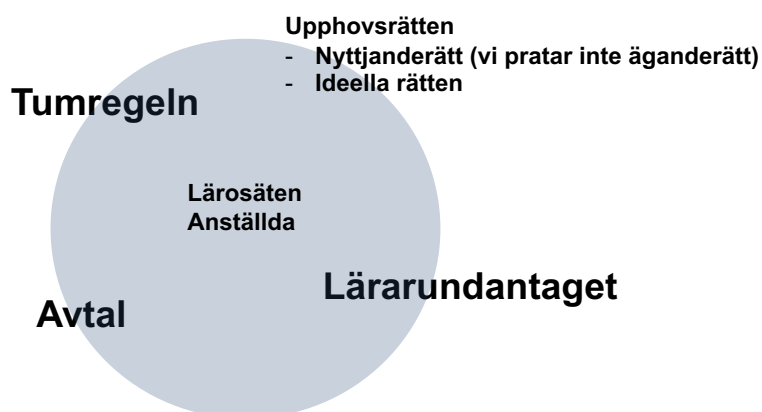 Upphovsrätten
- Nyttjanderätt (vi pratar inte äganderätt)
- Ideella rätten
Tumregeln
Lärosäten
Anställda
Lärarundantaget
Avtal